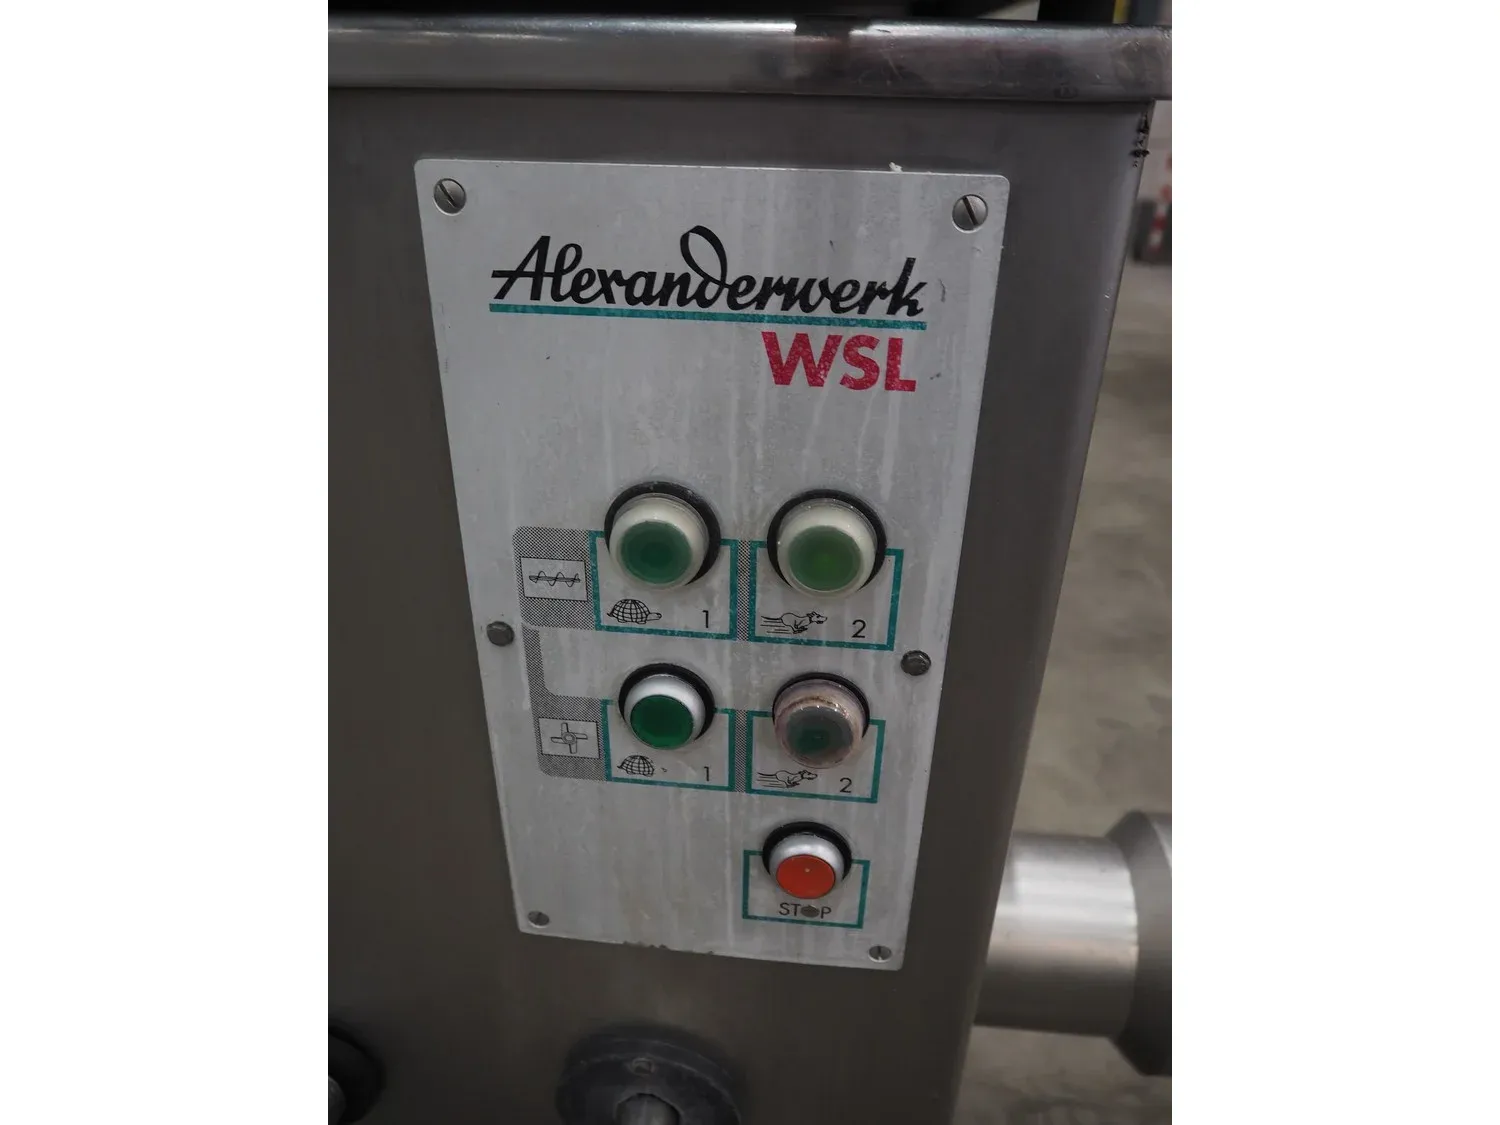 Alexanderwerk
WSL
1 2
1 2
STOP